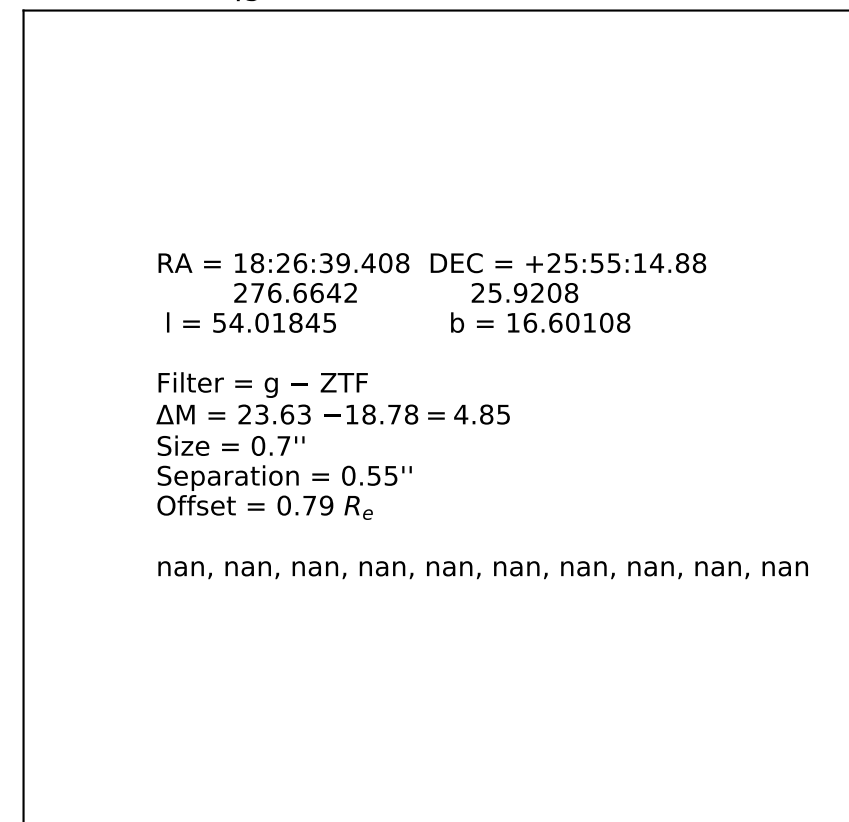 RA = 18:26:39.408 DEC = +25:55:14.88
276.6642 25.9208
l = 54.01845 b = 16.60108
Filter = g − ZTF
ΔM = 23.63 −18.78 = 4.85
Size = 0.7''
Separation = 0.55''
Offset = 0.79 Re
nan, nan, nan, nan, nan, nan, nan, nan, nan, nan